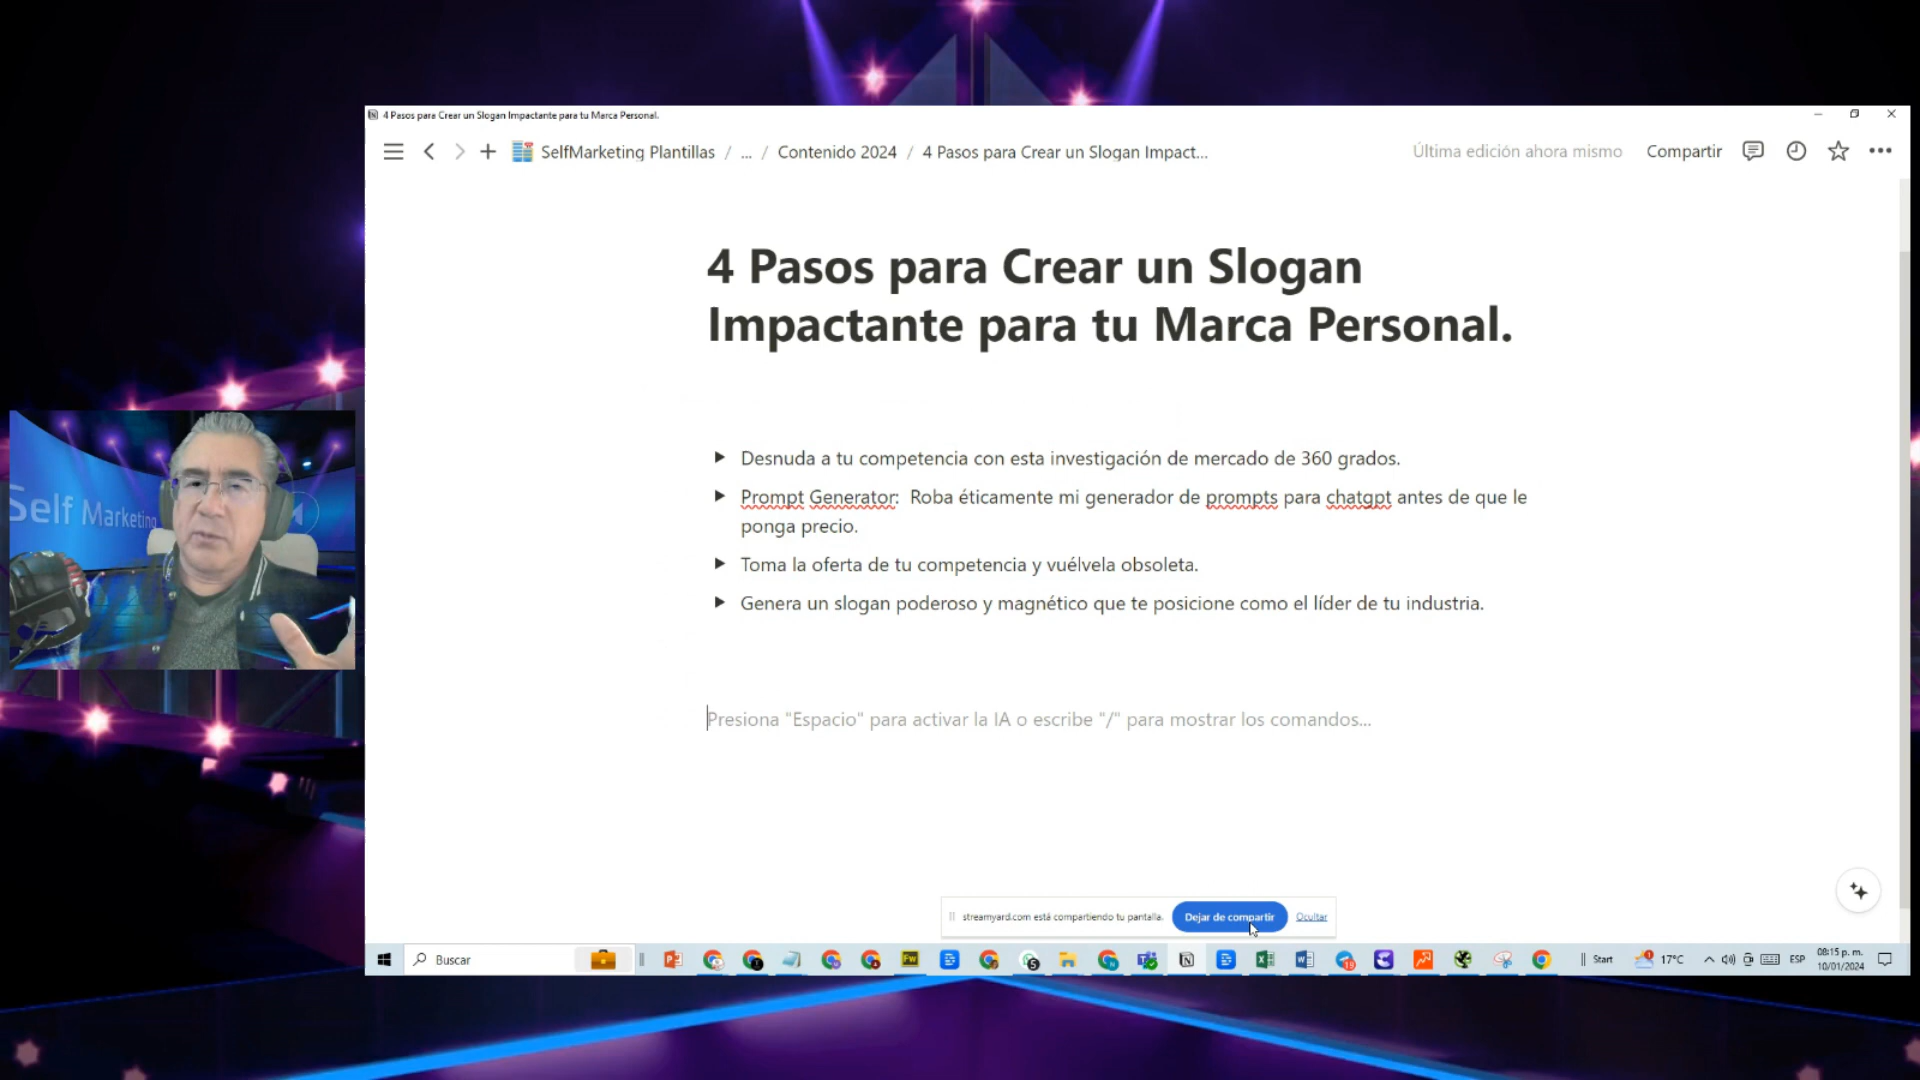 4 Pasos para Crear un Slogan Impactante para tu Marca Personal.
SelfMarketing Plantillas / ... / Contenido 2024 / 4 Pasos para Crear un Slogan Impact...
Última edición ahora mismo Compartir
4 Pasos para Crear un Slogan
Impactante para tu Marca Personal.
Desnuda a tu competencia con esta investigación de mercado de 360 grados.
Prompt Generator: Roba éticamente mi generador de prompts para chatgpt antes de que le
ponga precio.
Toma la oferta de tu competencia y vuélvela obsoleta.
Genera un slogan poderoso y magnético que te posicione como el líder de tu industria.
Self Marketing
Presiona "Espacio" para activar la IA o escribe "/" para mostrar los comandos...
streamyard.com está compartiendo tu pantalla. Dejar de compartir Ocultar
Buscar
Fw
Start
17°C
ESP
08:15 p. m.
10/01/2024